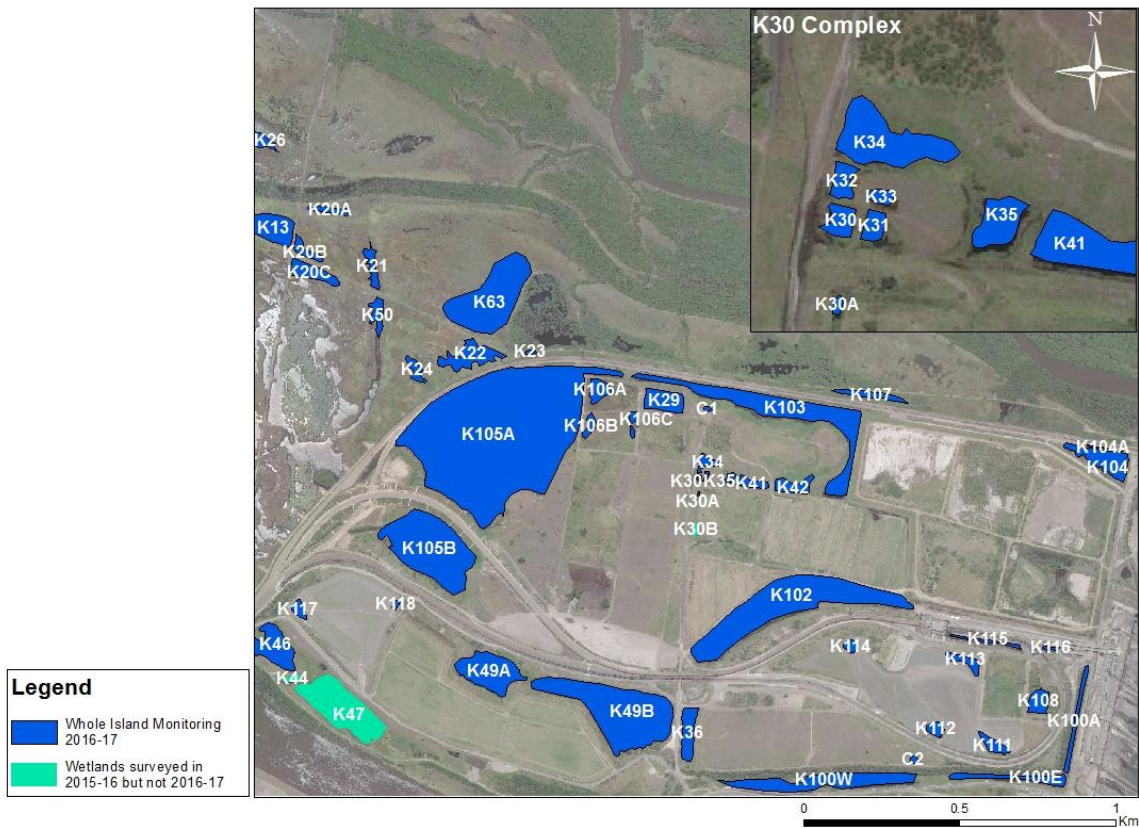 K30 Complex
N
K34
K32
K33
K30
K31
K35
K41
K30A
K26
K20A
K13
K20B
K20C
K21
K50
K63
K22
K23
K24
K106A
K29
C1
K103
K107
K106B
K106C
K105A
K34
K30
K35
K41
K42
K30A
K30B
K104A
K104
K105B
K102
K117
K118
K46
K44
K47
K49A
K49B
K36
K114
K115
K116
K113
K108
K100A
K112
K111
C2
K100W
K100E
Legend
Whole Island Monitoring
2016-17
Wetlands surveyed in
2015-16 but not 2016-17
0 0.5 1
Km